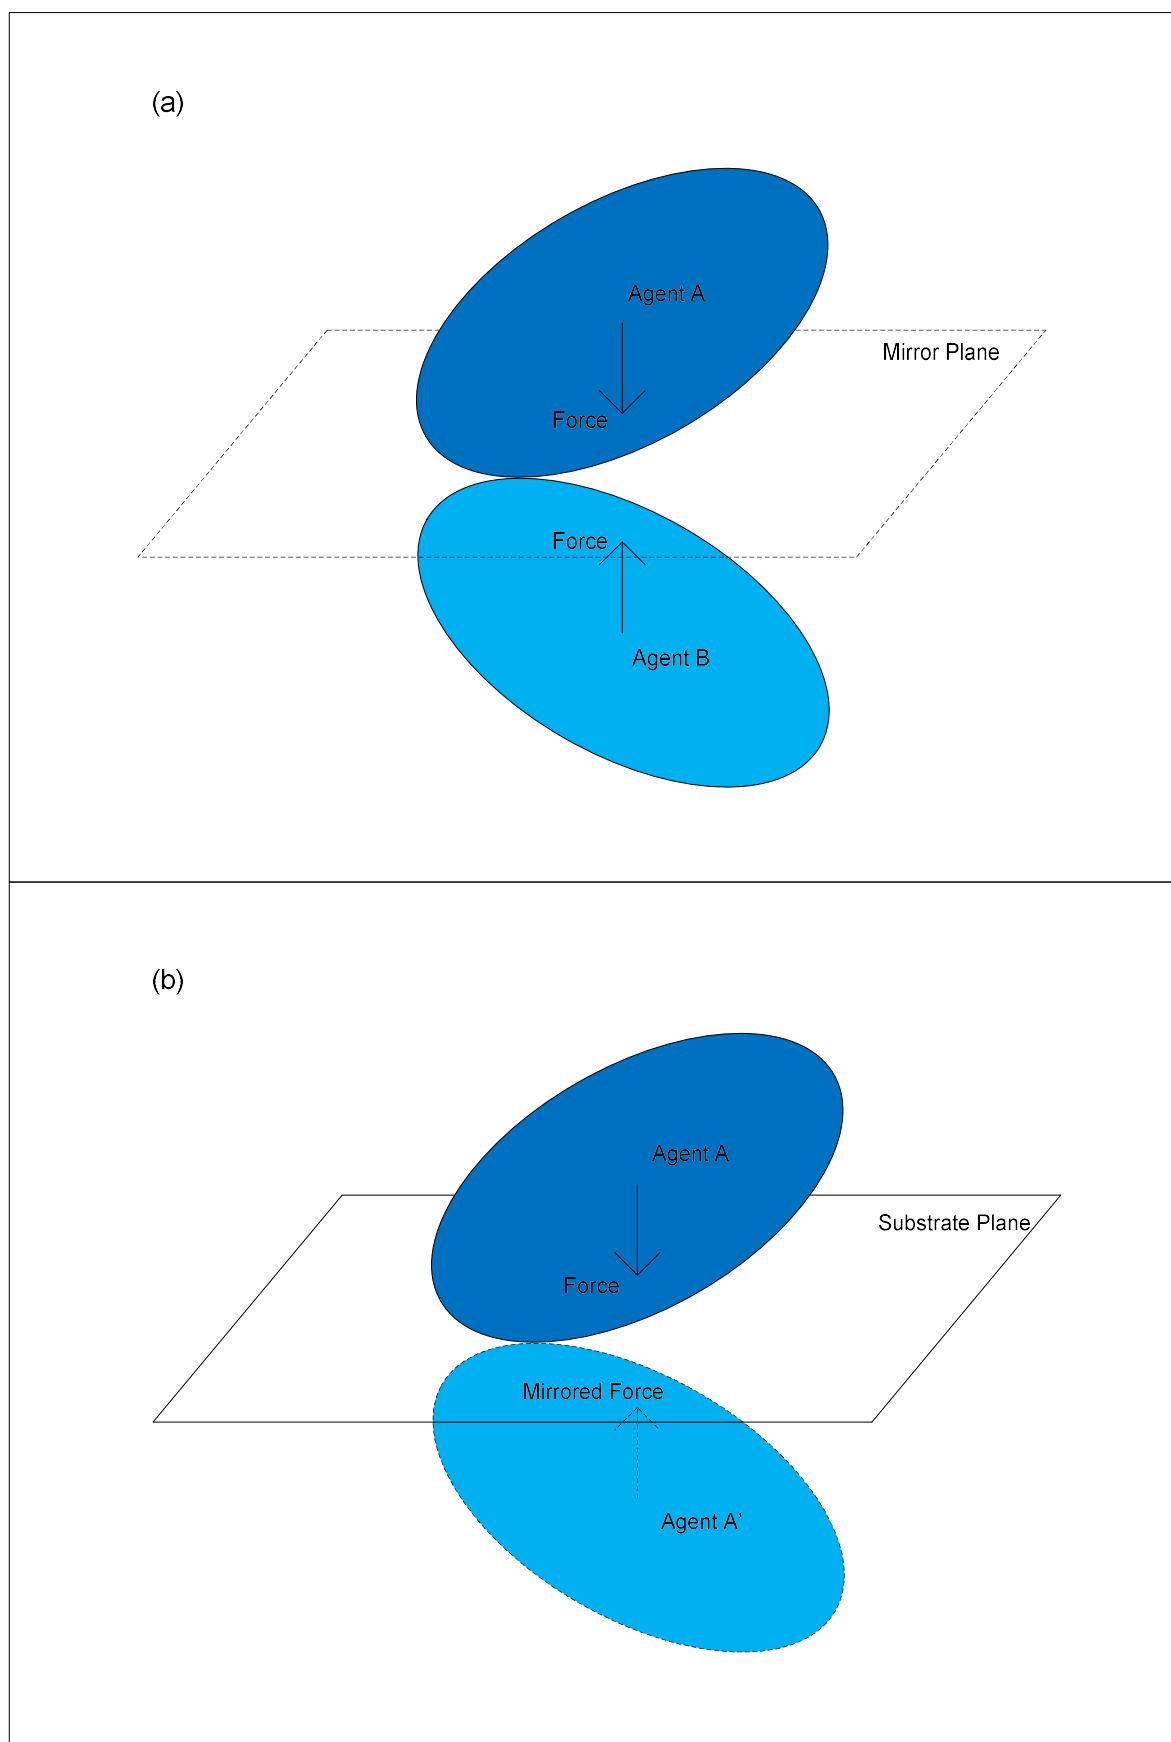 (a)
Agent A
Mirror Plane
Force
Force
Agent B
(b)
Agent A
Substrate Plane
Force
Mirrored Force
Agent A’